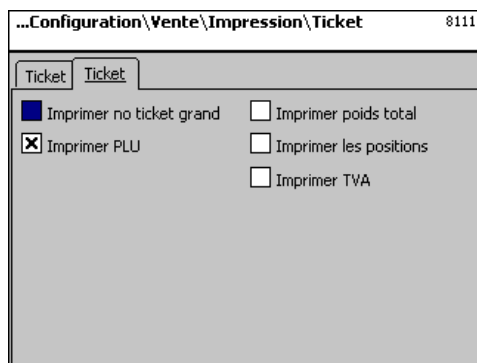 ...Configuration\Vente\Impression\Ticket 8111
Ticket Ticket
Imprimer no ticket grand Imprimer poids total
Imprimer PLU Imprimer les positions
Imprimer TVA